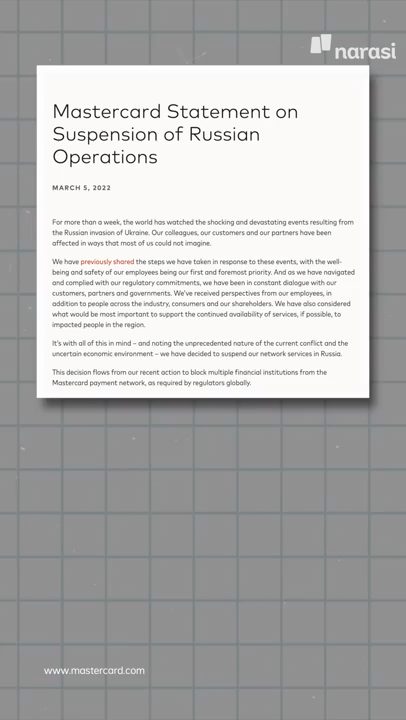 narasi
Mastercard Statement on
Suspension of Russian
Operations
MARCH 5, 2022
For more than a week, the world has watched the shocking and devastating events resulting from
the Russian invasion of Ukraine. Our colleagues, our customers and our partners have been
affected in ways that most of us could not imagine.
We have previously shared the steps we have taken in response to these events, with the well-
being and safety of our employees being our first and foremost priority. And as we have navigated
and complied with our regulatory commitments, we have been in constant dialogue with our
customers, partners and governments. We've received perspectives from our employees, in
addition to people across the industry, consumers and our shareholders. We have also considered
what would be most important to support the continued availability of services, if possible, to
impacted people in the region.
It's with all of this in mind – and noting the unprecedented nature of the current conflict and the
uncertain economic environment – we have decided to suspend our network services in Russia.
This decision flows from our recent action to block multiple financial institutions from the
Mastercard payment network, as required by regulators globally.
www.mastercard.com